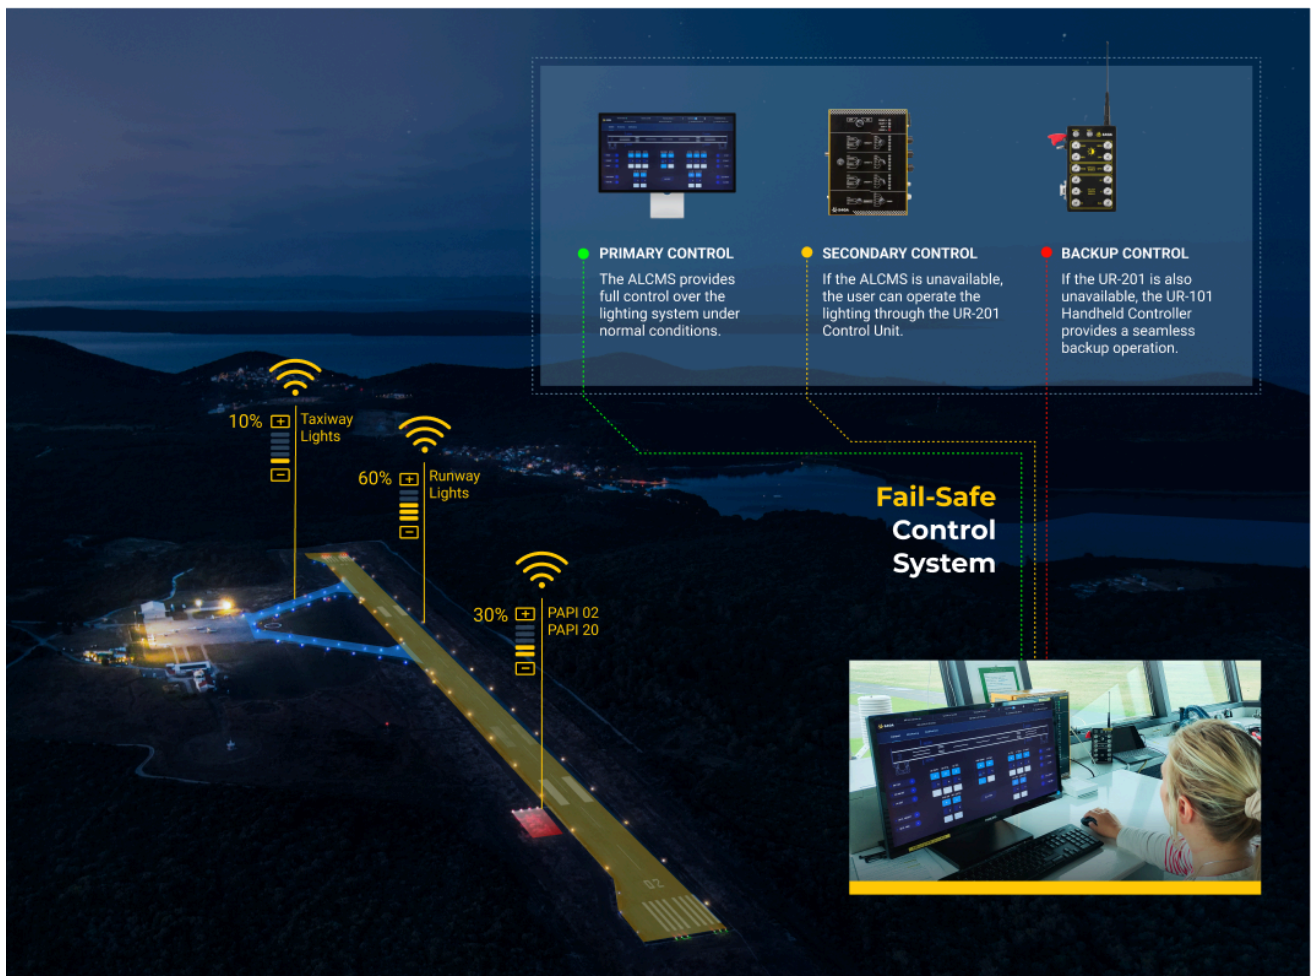 PRIMARY CONTROL
The ALCMS provides
full control over the
lighting system under
normal conditions.
SECONDARY CONTROL
If the ALCMS is unavailable,
the user can operate the
lighting through the UR-201
Control Unit.
BACKUP CONTROL
If the UR-201 is also
unavailable, the UR-101
Handheld Controller
provides a seamless
backup operation.
10%
Taxiway
Lights
60%
Runway
Lights
30%
PAPI 02
PAPI 20
Fail-Safe
Control
System
02